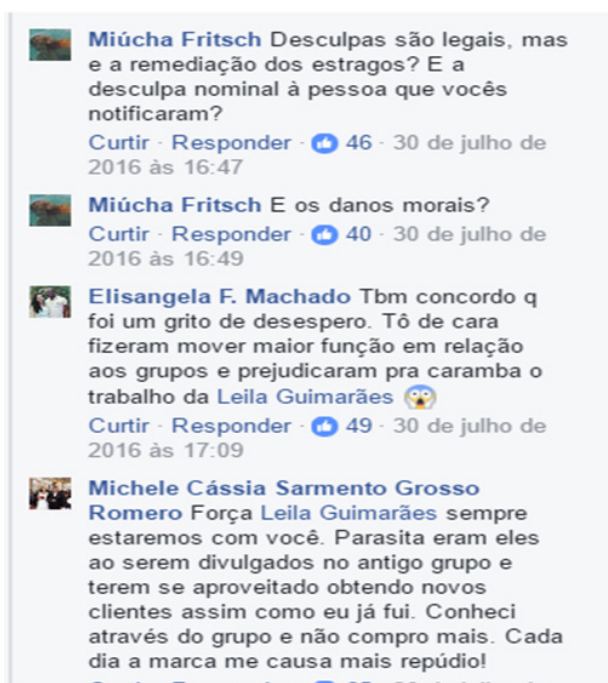 Miúcha Fritsch Desculpas são legais, mas
e a remediação dos estragos? E a
desculpa nominal à pessoa que vocês
notificaram?
Curtir · Responder · 46 · 30 de julho de
2016 às 16:47
Miúcha Fritsch E os danos morais?
Curtir · Responder · 40 · 30 de julho de
2016 às 16:49
Elisangela F. Machado Tbm concordo q
foi um grito de desespero. Tô de cara
fizeram mover maior função em relação
aos grupos e prejudicaram pra caramba o
trabalho da Leila Guimarães
Curtir · Responder · 49 · 30 de julho de
2016 às 17:09
Michele Cássia Sarmento Grosso
Romero Força Leila Guimarães sempre
estaremos com você. Parasita eram eles
ao serem divulgados no antigo grupo e
terem se aproveitado obtendo novos
clientes assim como eu já fui. Conheci
através do grupo e não compro mais. Cada
dia a marca me causa mais repúdio!